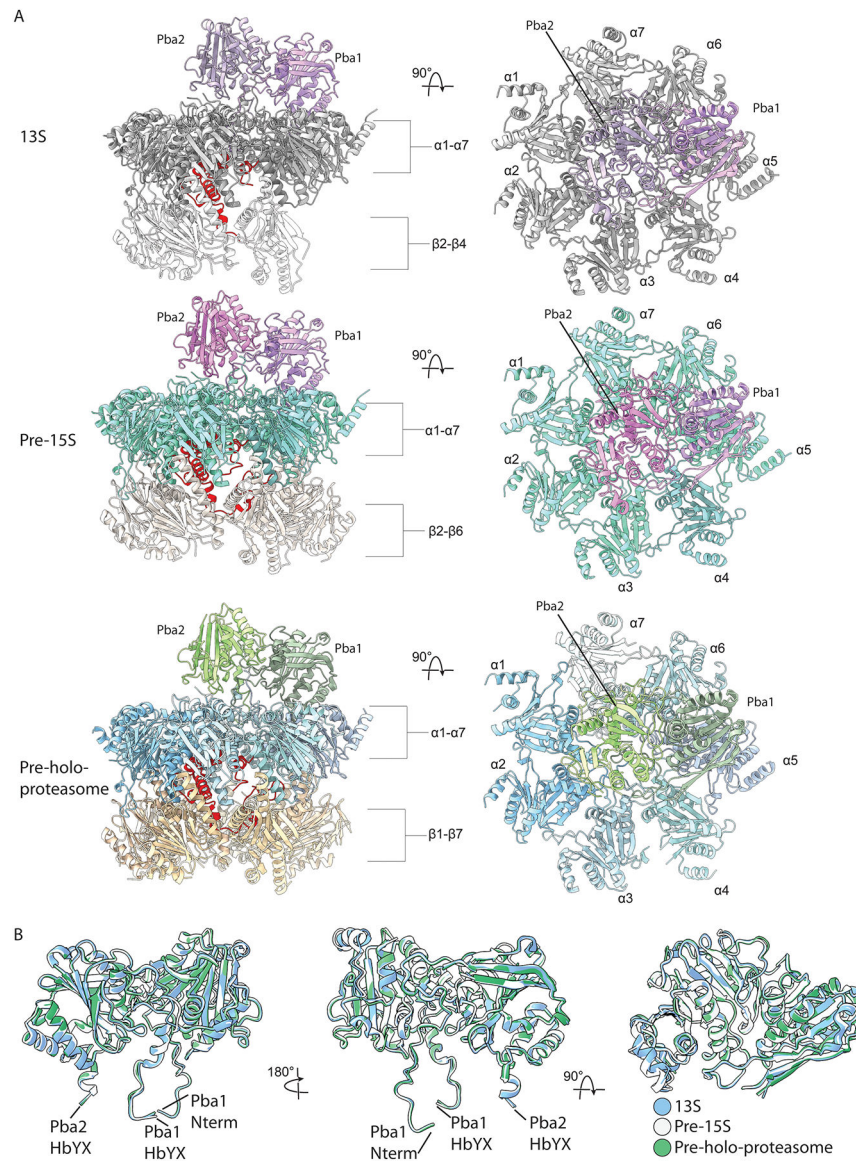 A
Pba2
Pba1
90°
Pba2
α7
α6
α1
Pba1
13S
α1-α7
α5
α2
β2-β4
α3
α4
Pba2
Pba1
90°
Pba2
α7
α6
α1
Pba1
Pre-15S
α1-α7
α5
α2
β2-β6
α3
α4
Pba2
Pba1
90°
Pba2
α7
α6
α1
Pba1
Pre-holo-
proteasome
α1-α7
α5
α2
β1-β7
α3
α4
B
Pba2
HbYX
Pba1
HbYX
Pba1
Nterm
180°
Pba1
Nterm
Pba1
HbYX
Pba2
HbYX
90°
13S
Pre-15S
Pre-holo-proteasome